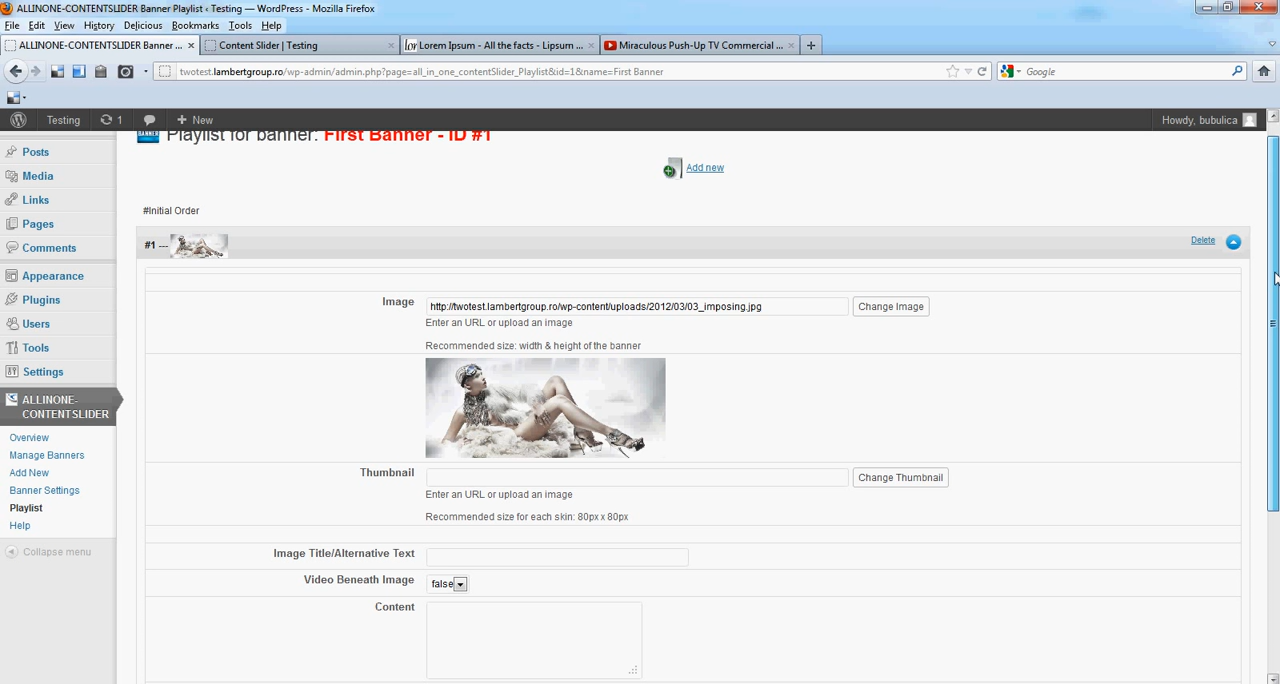 ALLINONE-CONTENTSLIDER Banner Playlist ‹ Testing — WordPress - Mozilla Firefox
File Edit View History Delicious Bookmarks Tools Help
ALLINONE-CONTENTSLIDER Banner ... × Content Slider | Testing × Lorem Ipsum - All the facts - Lipsum ... × Miraculous Push-Up TV Commercial ... × +
twotest.lambertgroup.ro/wp-admin/admin.php?page=all_in_one_contentSlider_Playlist&id=1&name=First Banner
Google
Testing 1 + New Howdy, bubulica
Playlist for banner: First Banner - ID #1
Add new
#Initial Order
#1 ---
Delete
Image http://twotest.lambertgroup.ro/wp-content/uploads/2012/03/03_imposing.jpg Change Image
Enter an URL or upload an image
Recommended size: width & height of the banner
Thumbnail Change Thumbnail
Enter an URL or upload an image
Recommended size for each skin: 80px x 80px
Image Title/Alternative Text
Video Beneath Image false
Content
Posts
Media
Links
Pages
Comments
Appearance
Plugins
Users
Tools
Settings
ALLINONE-
CONTENTSLIDER
Overview
Manage Banners
Add New
Banner Settings
Playlist
Help
Collapse menu